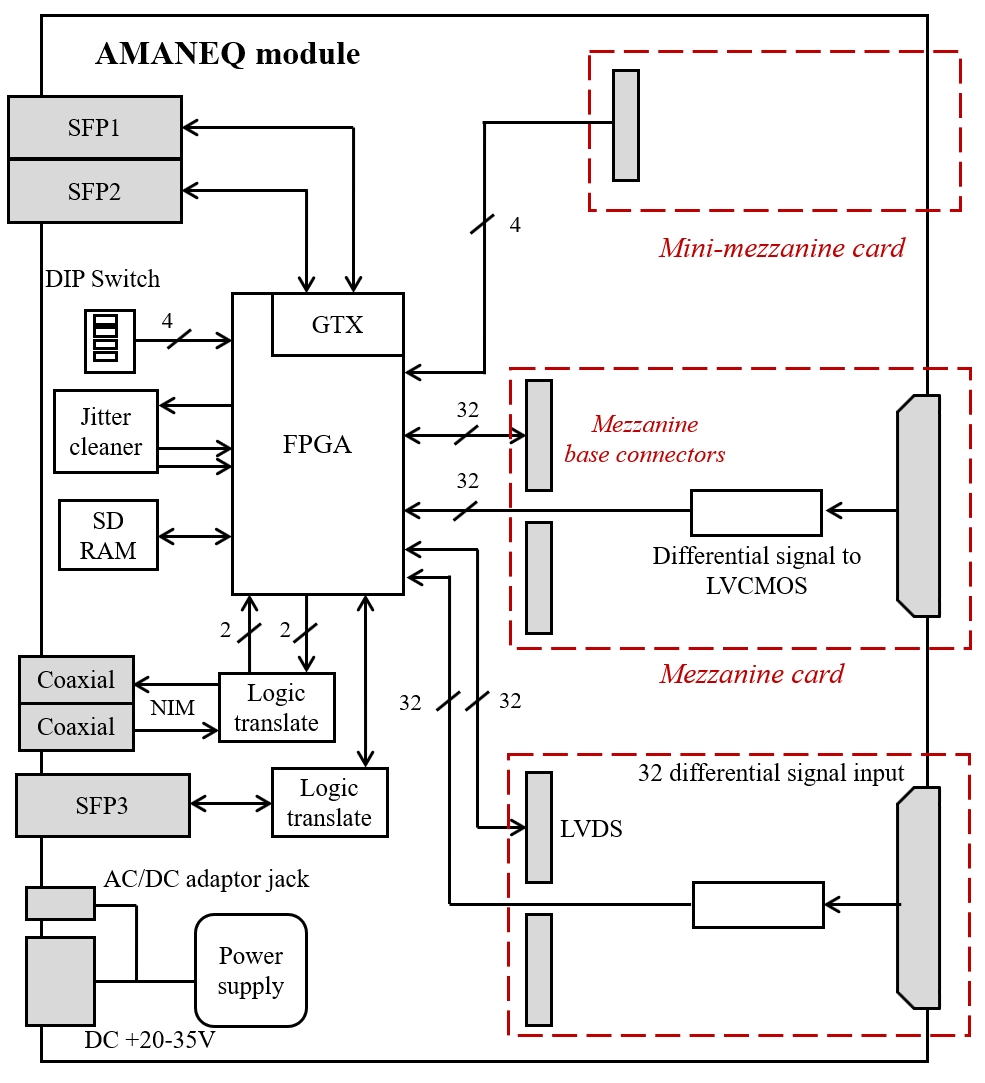 AMANEQ module
SFP1
SFP2
Mini-mezzanine card
4
DIP Switch
4
GTX
Jitter
cleaner
FPGA
32
Mezzanine
base connectors
32
SD
RAM
Differential signal to
LVCMOS
2
2
Coaxial
NIM
Coaxial
Logic
translate
Mezzanine card
32
32
SFP3
Logic
translate
32 differential signal input
LVDS
AC/DC adaptor jack
Power
supply
DC +20-35V